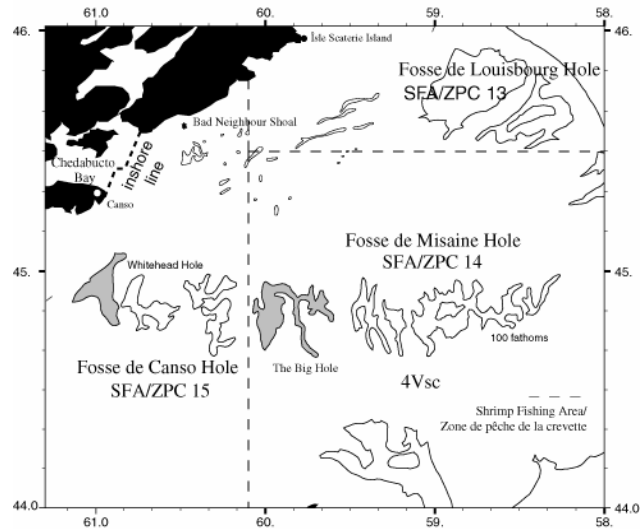 61.0 60. 59. 58.
46. 46.
Île Scaterie Island
Fosse de Louisbourg Hole
SFA/ZPC 13
Bad Neighbour Shoal
Chedabucto
Bay
inshore
line
Canso
Fosse de Misaine Hole
SFA/ZPC 14
Whitehead Hole
45. 45.
100 fathoms
The Big Hole
Fosse de Canso Hole
SFA/ZPC 15
4Vsc
Shrimp Fishing Area/
Zone de pêche de la crevette
44.0 44.0
61.0 60. 59. 58.